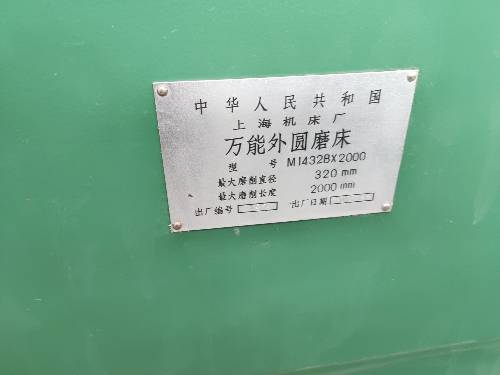 中华人民共和国
上海机床厂
万能外圆磨床
型号 M1432B×2000
最大磨削直径 320 mm
最大磨削长度 2000 mm
出厂编号 出厂日期